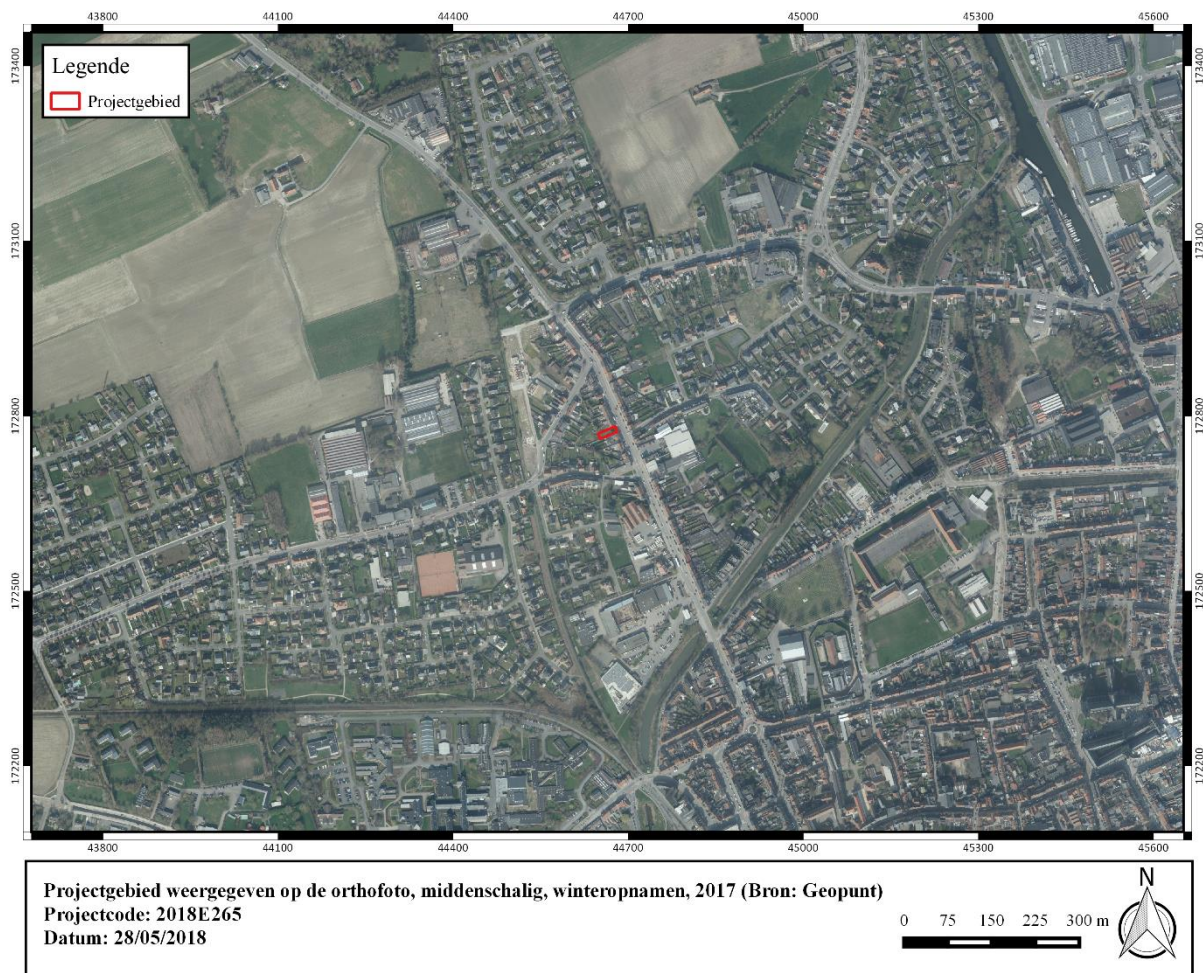 43800 44100 44400 44700 45000 45300 45600
173400 173400
Legende
Projectgebied
173100 173100
172800 172800
172500 172500
172200 172200
43800 44100 44400 44700 45000 45300 45600
Projectgebied weergegeven op de orthofoto, middenschalig, winteropnamen, 2017 (Bron: Geopunt)
Projectcode: 2018E265
Datum: 28/05/2018
0 75 150 225 300 m
N